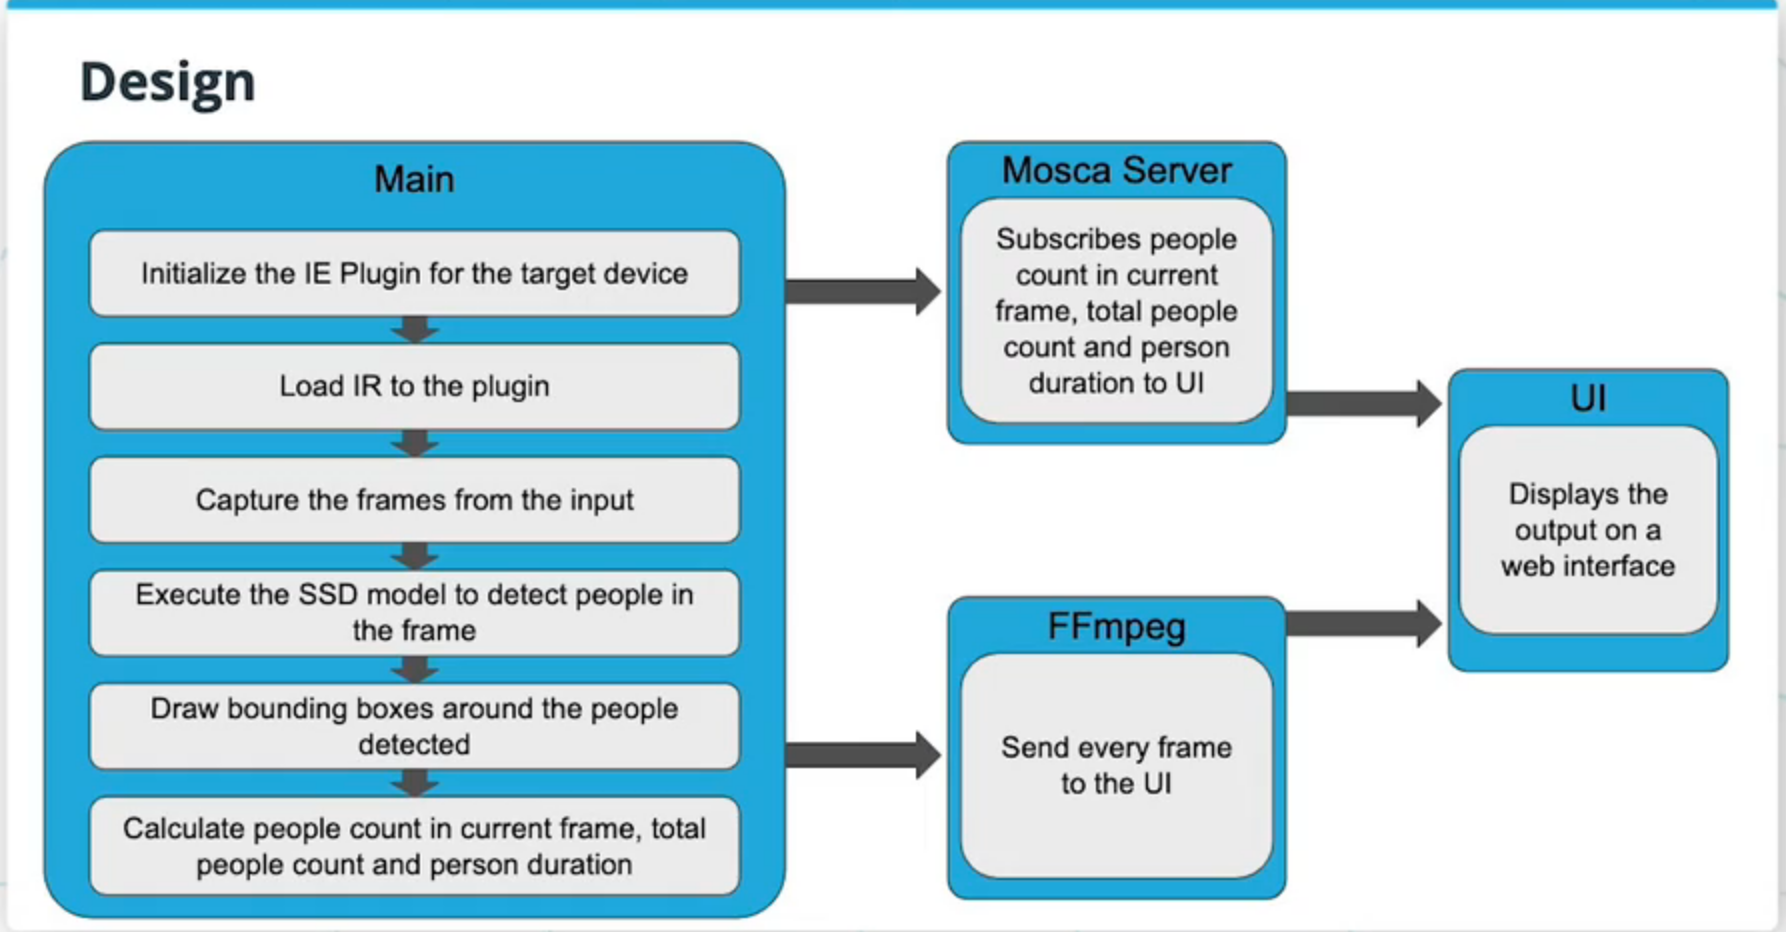 Design
Main
Initialize the IE Plugin for the target device
Load IR to the plugin
Capture the frames from the input
Execute the SSD model to detect people in
the frame
Draw bounding boxes around the people
detected
Calculate people count in current frame, total
people count and person duration
Mosca Server
Subscribes people
count in current
frame, total people
count and person
duration to UI
FFmpeg
Send every frame
to the UI
UI
Displays the
output on a
web interface